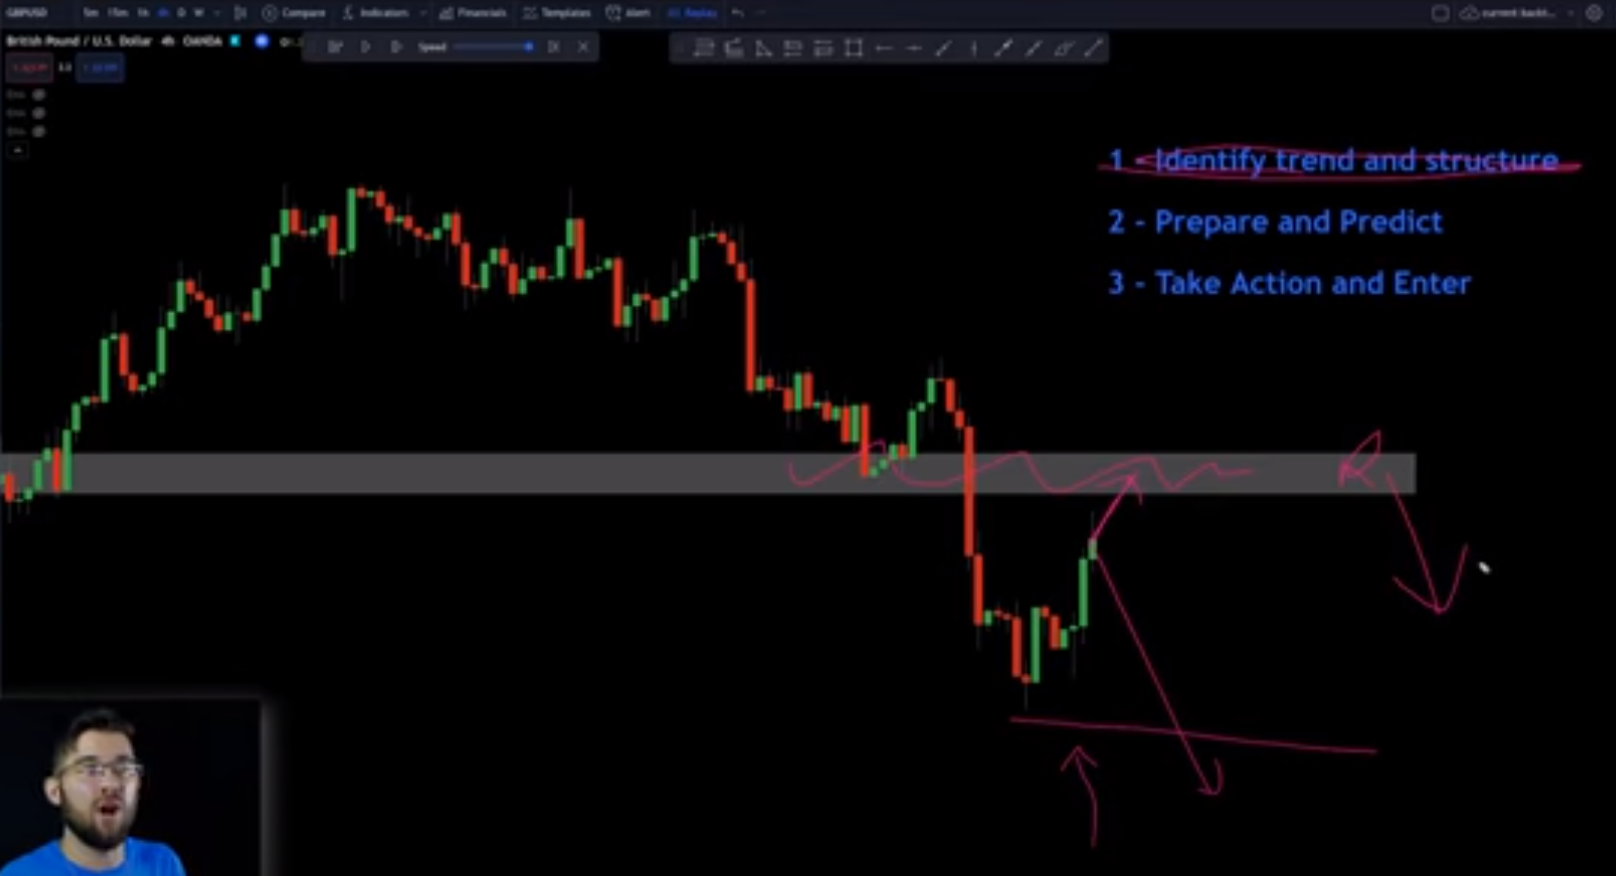 GBPUSD 5m 15m 1h 4h D W Compare Indicators Financials Templates Alert Replay
British Pound / U.S. Dollar · 4h · OANDA
Speed
1 - Identify trend and structure
2 - Prepare and Predict
3 - Take Action and Enter
R